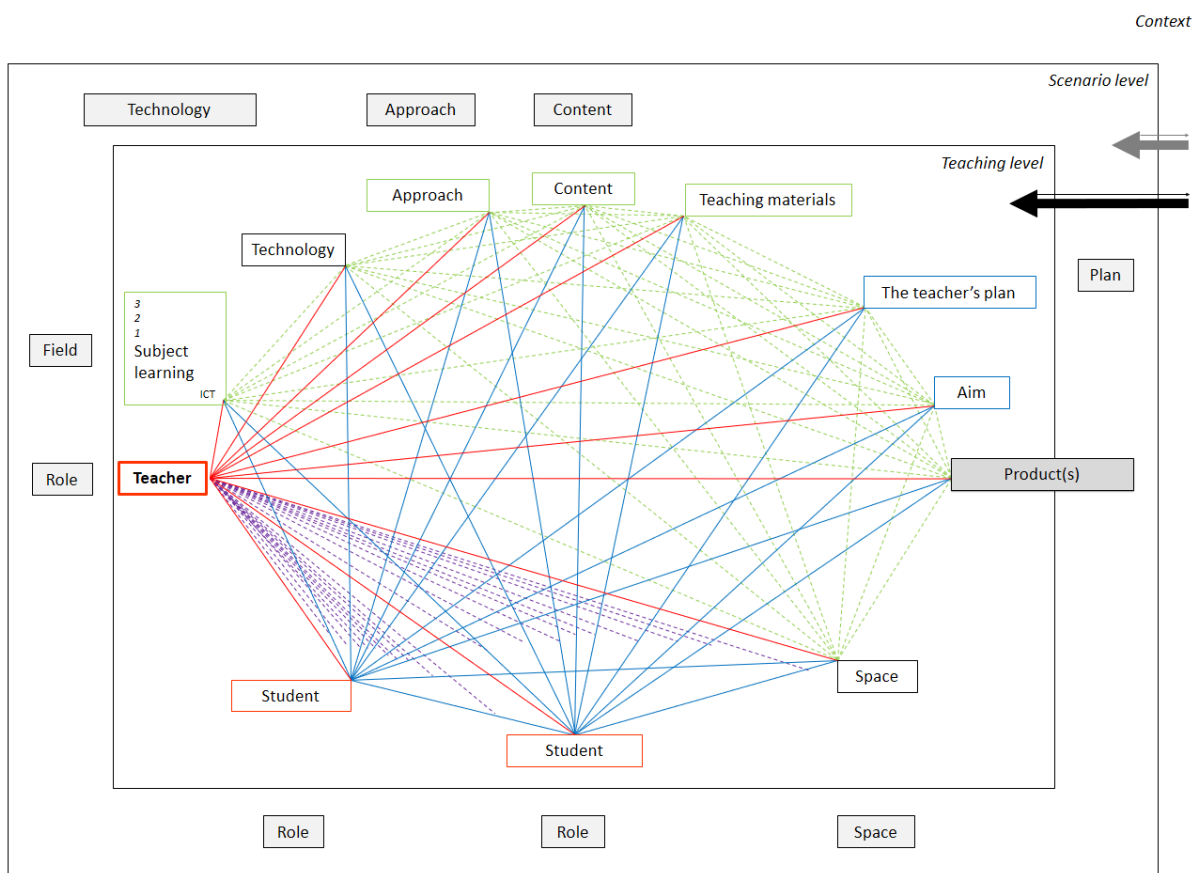 Context
Scenario level
Technology
Approach
Content
Teaching level
Approach
Content
Teaching materials
Technology
Plan
The teacher’s plan
3
2
1
Subject
learning
ICT
Field
Aim
Role
Teacher
Product(s)
Space
Student
Student
Role
Role
Space